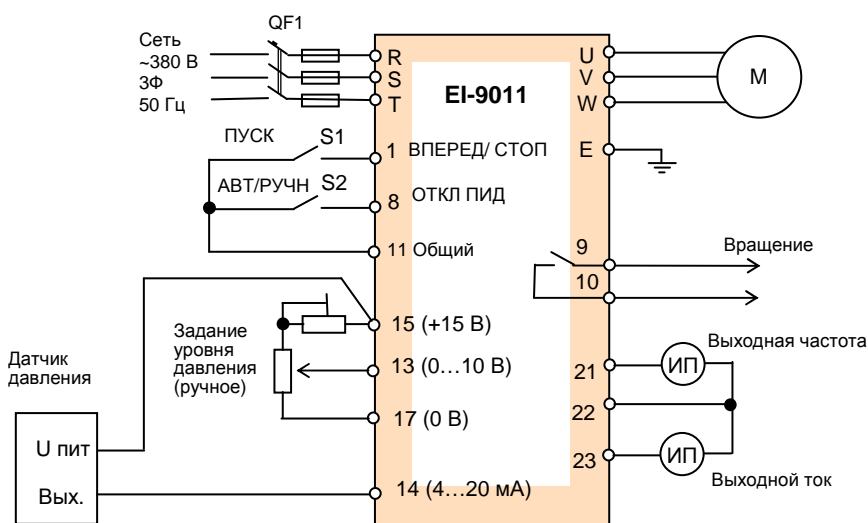 QF1
Сеть
~380 В
3Ф
50 Гц
R
S
T
EI-9011
U
V
W
М
ПУСК
S1
1 ВПЕРЕД/ СТОП
E
АВТ/РУЧН
S2
8 ОТКЛ ПИД
11 Общий
9
10
Вращение
15 (+15 В)
Задание
уровня
давления
(ручное)
13 (0…10 В)
17 (0 В)
Датчик
давления
U пит
Вых.
14 (4…20 мА)
21
ИП
Выходная частота
22
23
ИП
Выходной ток